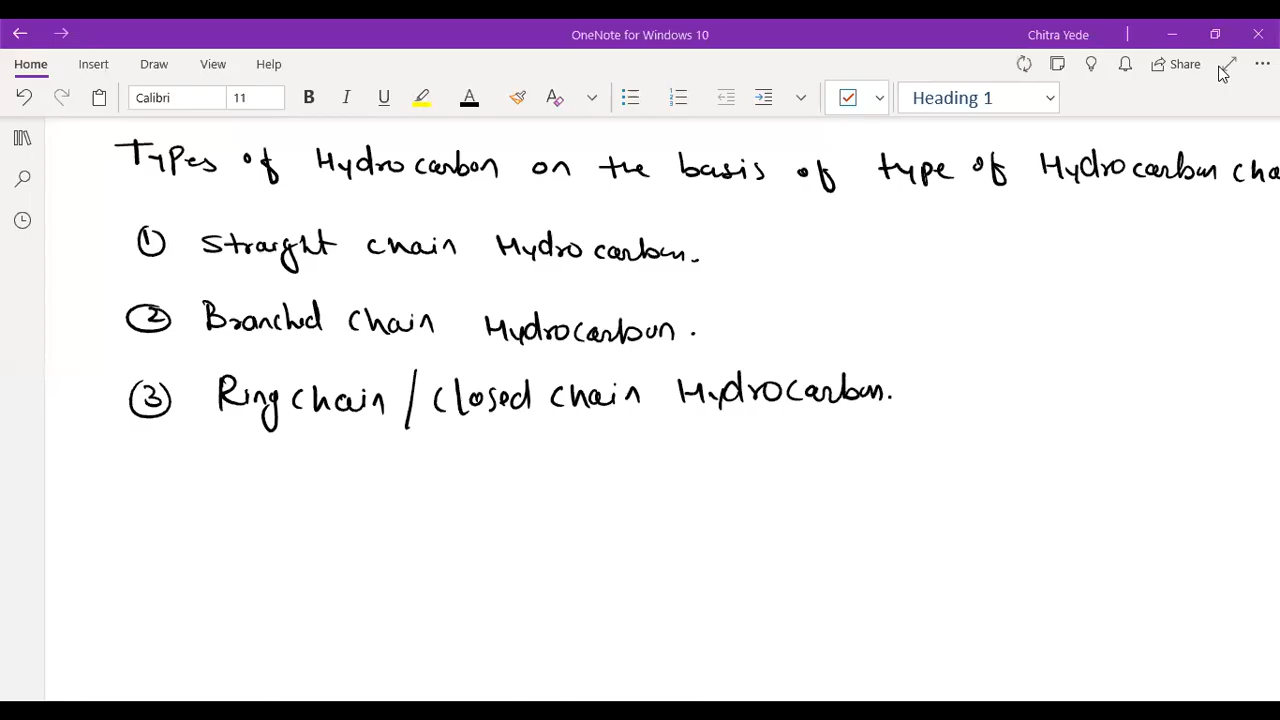 OneNote for Windows 10
Chitra Yede
Home Insert Draw View Help
Share
Calibri 11 B I U A Heading 1
Types of Hydrocarbon on the basis of type of Hydrocarbon cha
① Straight chain Hydrocarbon.
② Branched chain Hydrocarbon.
③ Ring chain / closed chain Hydrocarbon.